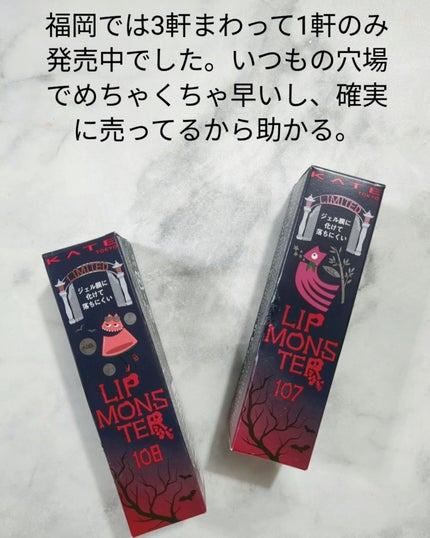 福岡では3軒まわって1軒のみ
発売中でした。いつもの穴場
でめちゃくちゃ早いし、確実
に売ってるから助かる。
KATE
TOKYO
LIMITED
ジェル膜に
化けて
落ちにくい
LIP
MONS
TER
108
KATE
TOKYO
LIMITED
ジェル膜に
化けて
落ちにくい
LIP
MONS
TER
107